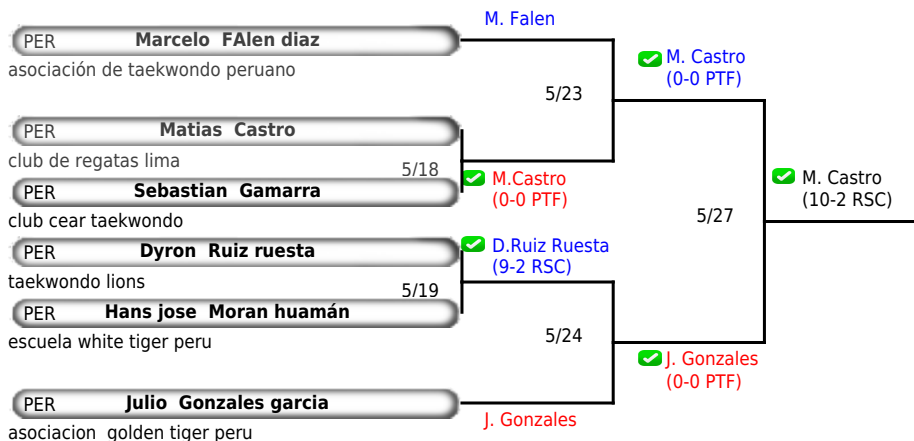 M. Falen
PER Marcelo FAlen diaz
asociación de taekwondo peruano
M. Castro
(0-0 PTF)
5/23
PER Matias Castro
club de regatas lima
5/18
M.Castro
(0-0 PTF)
PER Sebastian Gamarra
club cear taekwondo
M. Castro
(10-2 RSC)
5/27
PER Dyron Ruiz ruesta
taekwondo lions
D.Ruiz Ruesta
(9-2 RSC)
5/19
PER Hans jose Moran huamán
escuela white tiger peru
5/24
J. Gonzales
(0-0 PTF)
PER Julio Gonzales garcia
asociacion golden tiger peru
J. Gonzales